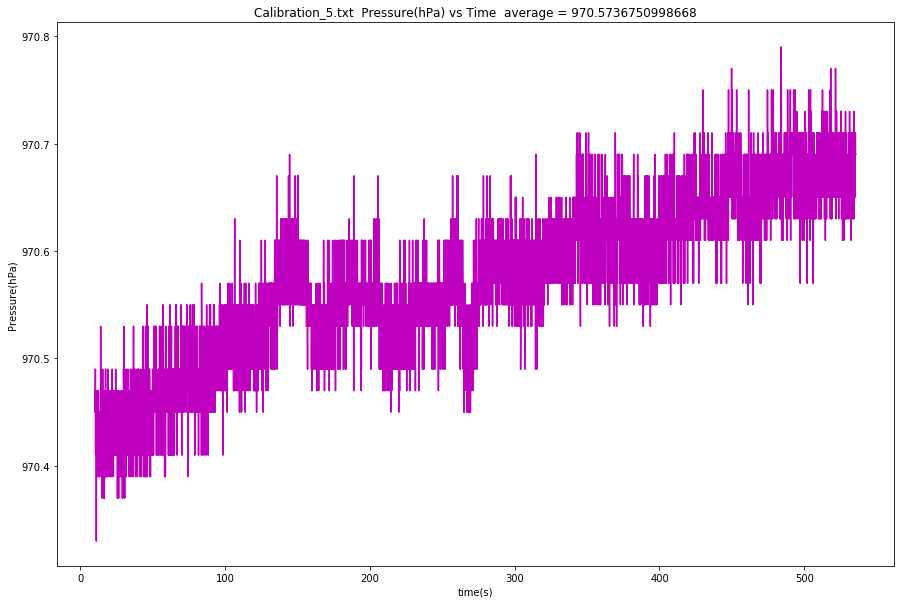 Calibration_5.txt  Pressure(hPa) vs Time  average = 970.5736750998668
970.8
970.7
970.6
970.5
970.4
Pressure(hPa)
0 100 200 300 400 500
time(s)